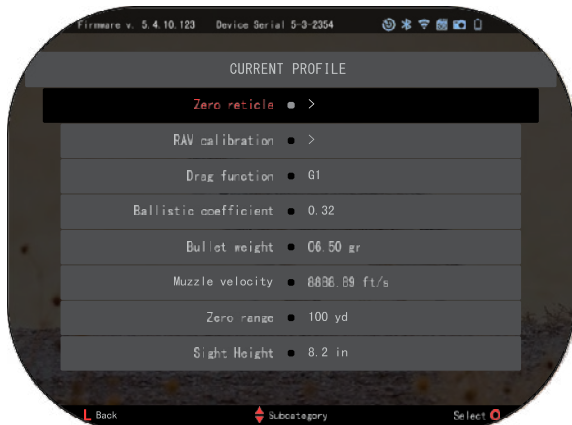 Firmware v. 5.4.10.123 Device Serial 5-3-2354
CURRENT PROFILE
Zero reticle >
RAV calibration >
Drag function G1
Ballistic coefficient 0.32
Bullet weight 06.50 gr
Muzzle velocity 8888.89 ft/s
Zero range 100 yd
Sight Height 8.2 in
L Back Subcategory Select